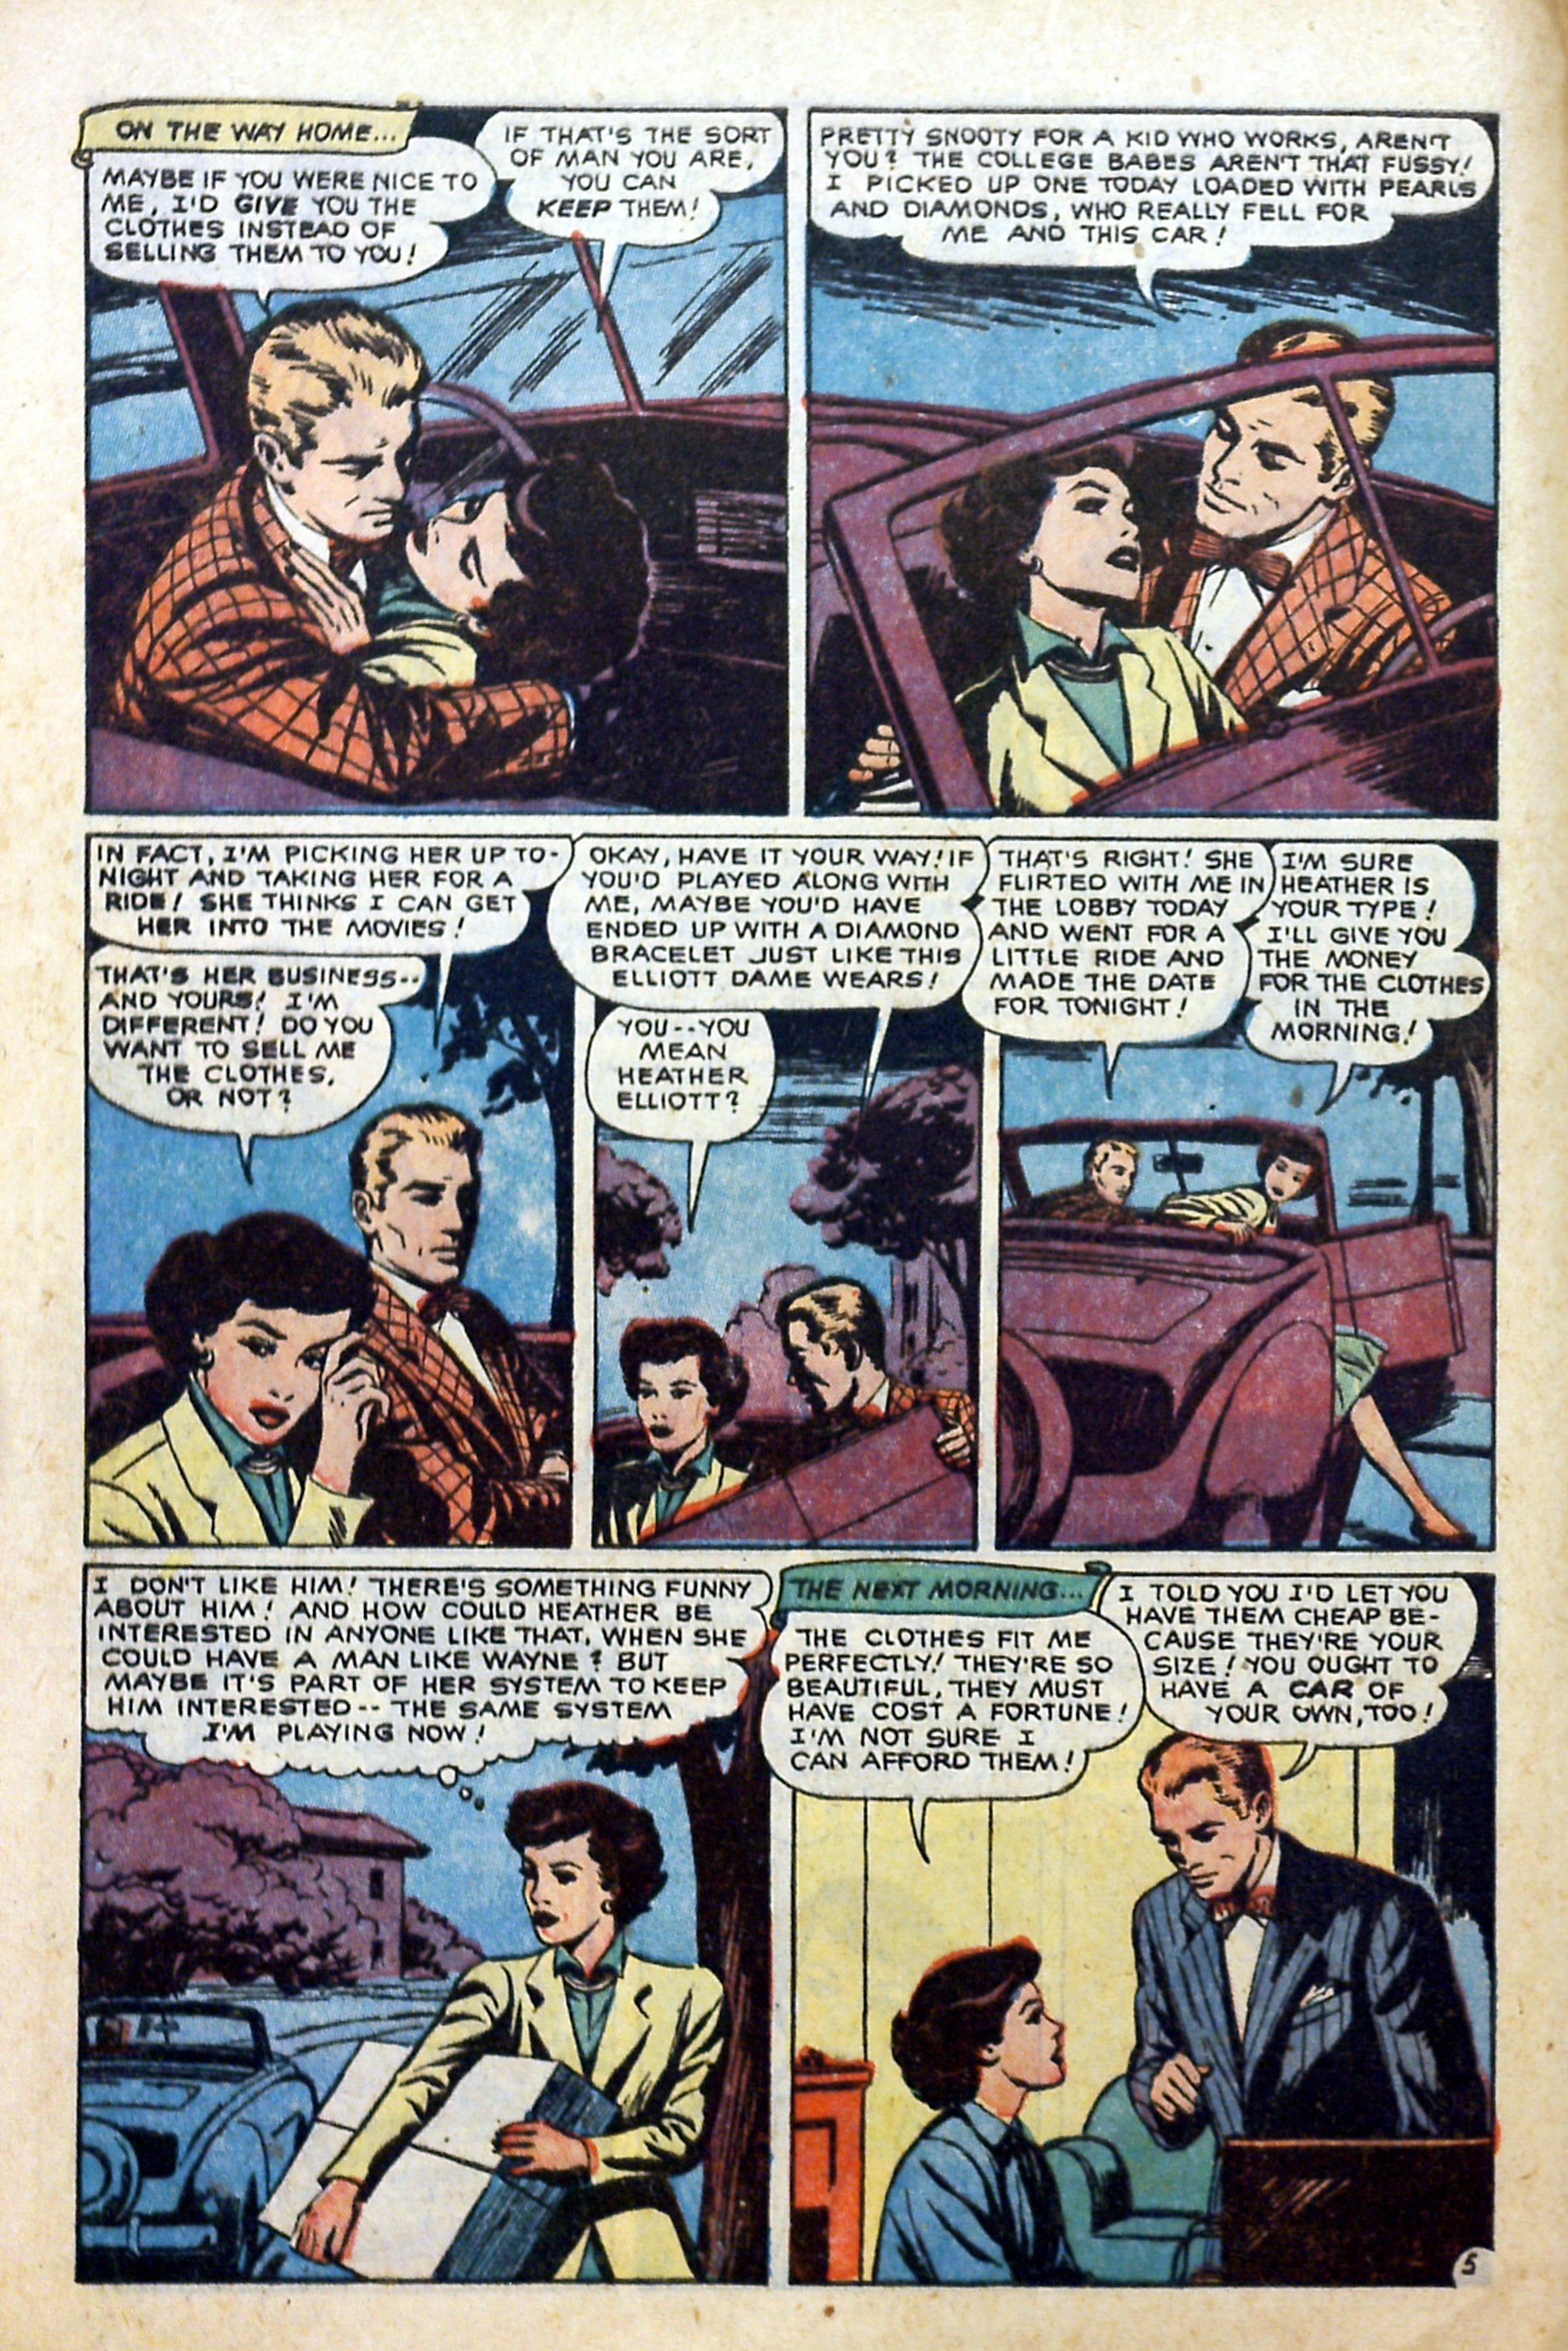 ON THE WAY HOME...
MAYBE IF YOU WERE NICE TO
ME, I'D GIVE YOU THE
CLOTHES INSTEAD OF
SELLING THEM TO YOU!
IF THAT'S THE SORT
OF MAN YOU ARE,
YOU CAN
KEEP THEM!
PRETTY SNOOTY FOR A KID WHO WORKS, AREN'T
YOU? THE COLLEGE BABES AREN'T THAT FUSSY!
I PICKED UP ONE TODAY LOADED WITH PEARLS
AND DIAMONDS, WHO REALLY FELL FOR
ME AND THIS CAR!
IN FACT, I'M PICKING HER UP TO-
NIGHT AND TAKING HER FOR A
RIDE! SHE THINKS I CAN GET
HER INTO THE MOVIES!
THAT'S HER BUSINESS--
AND YOURS! I'M
DIFFERENT! DO YOU
WANT TO SELL ME
THE CLOTHES,
OR NOT?
OKAY, HAVE IT YOUR WAY! IF
YOU'D PLAYED ALONG WITH
ME, MAYBE YOU'D HAVE
ENDED UP WITH A DIAMOND
BRACELET JUST LIKE THIS
ELLIOTT DAME WEARS!
YOU--YOU
MEAN
HEATHER
ELLIOTT?
THAT'S RIGHT! SHE
FLIRTED WITH ME IN
THE LOBBY TODAY
AND WENT FOR A
LITTLE RIDE AND
MADE THE DATE
FOR TONIGHT!
I'M SURE
HEATHER IS
YOUR TYPE!
I'LL GIVE YOU
THE MONEY
FOR THE CLOTHES
IN THE
MORNING!
I DON'T LIKE HIM! THERE'S SOMETHING FUNNY
ABOUT HIM! AND HOW COULD HEATHER BE
INTERESTED IN ANYONE LIKE THAT, WHEN SHE
COULD HAVE A MAN LIKE WAYNE? BUT
MAYBE IT'S PART OF HER SYSTEM TO KEEP
HIM INTERESTED-- THE SAME SYSTEM
I'M PLAYING NOW!
THE NEXT MORNING...
THE CLOTHES FIT ME
PERFECTLY! THEY'RE SO
BEAUTIFUL, THEY MUST
HAVE COST A FORTUNE!
I'M NOT SURE I
CAN AFFORD THEM!
I TOLD YOU I'D LET YOU
HAVE THEM CHEAP BE-
CAUSE THEY'RE YOUR
SIZE! YOU OUGHT TO
HAVE A CAR OF
YOUR OWN, TOO!
5